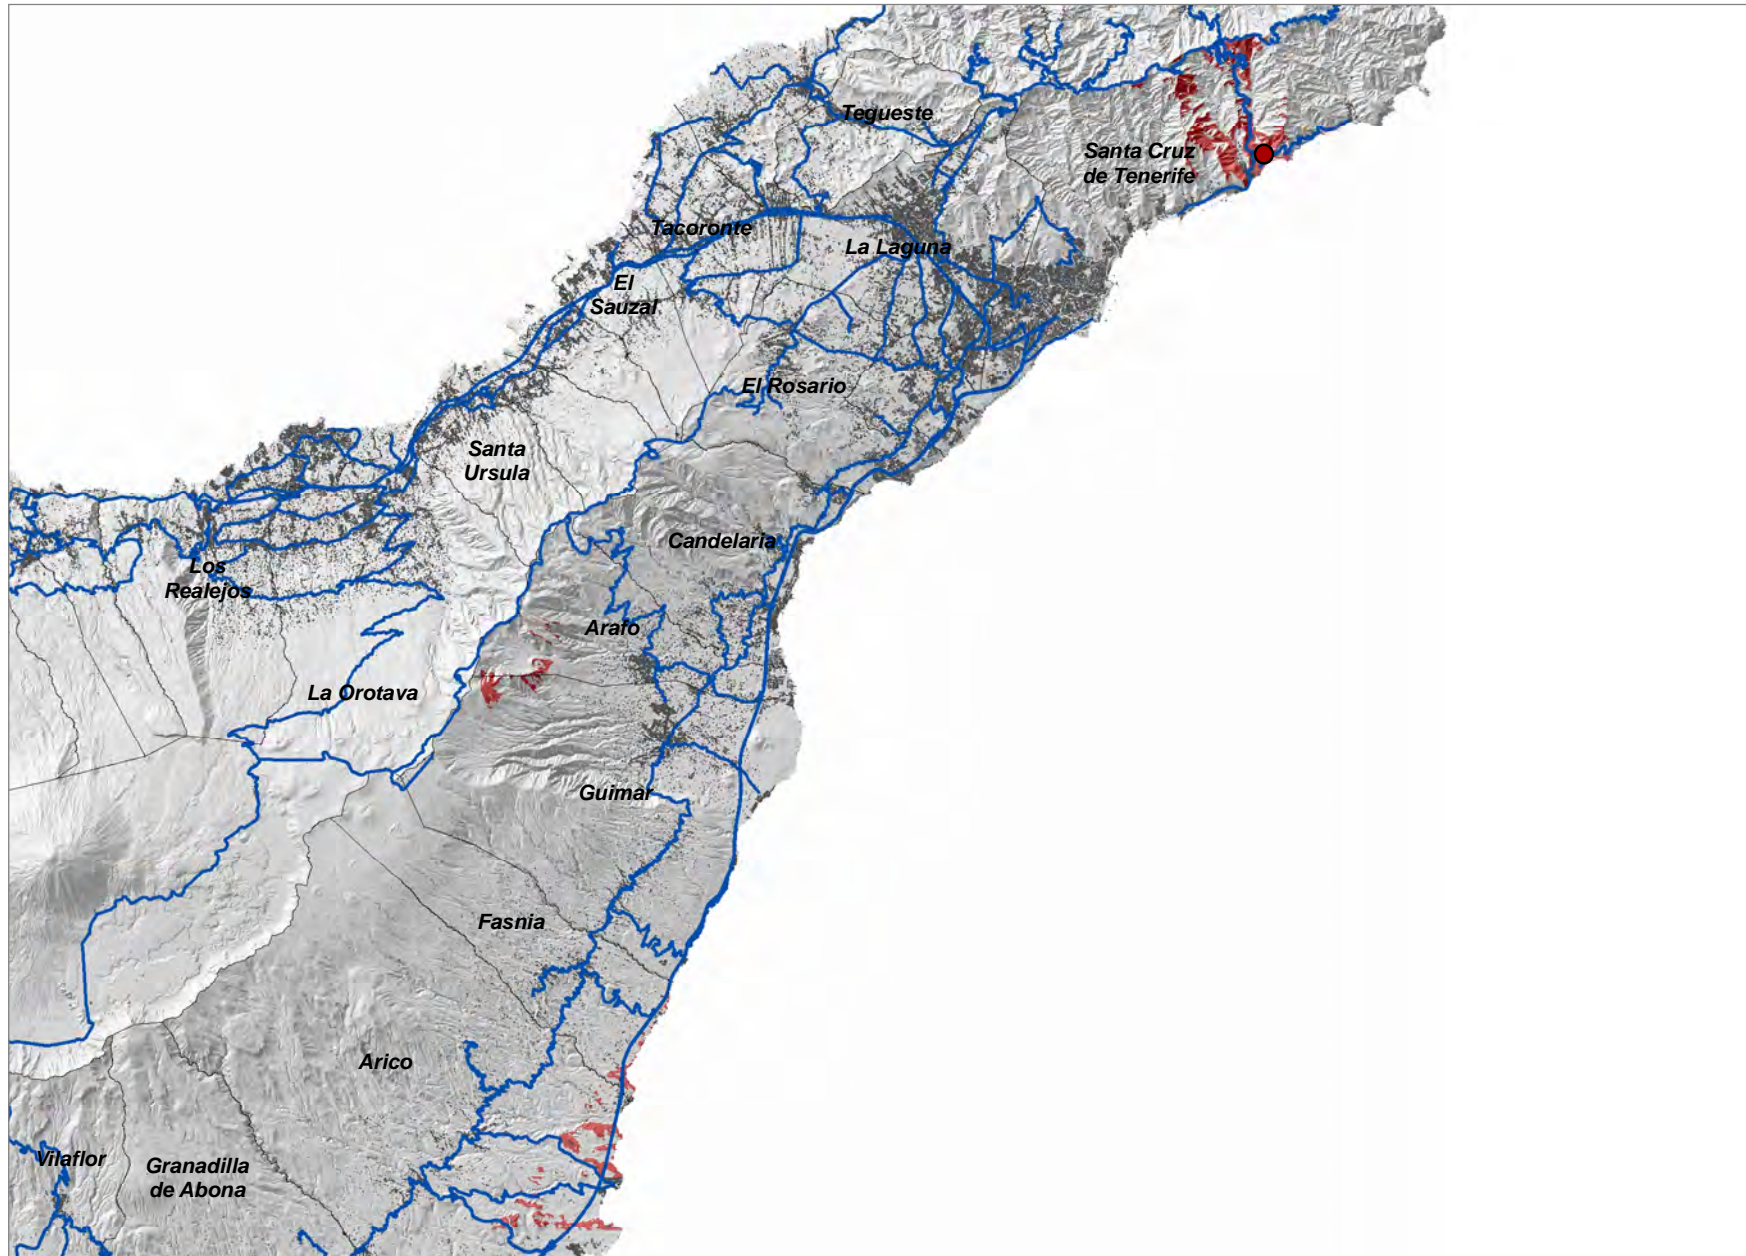 Tegueste
Santa Cruz
de Tenerife
Tacoronte
La Laguna
El
Sauzal
El Rosario
Santa
Ursula
Candelaria
Los
Realejos
Arafo
La Orotava
Guimar
Fasnia
Arico
Vilaflor
Granadilla
de Abona